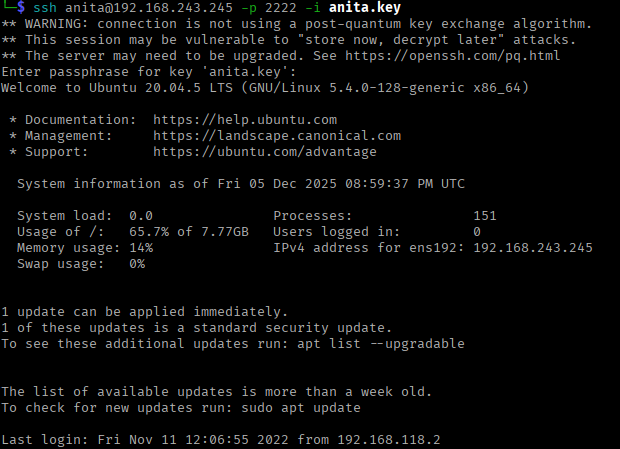 └─$ ssh anita@192.168.243.245 -p 2222 -i anita.key
** WARNING: connection is not using a post-quantum key exchange algorithm.
** This session may be vulnerable to "store now, decrypt later" attacks.
** The server may need to be upgraded. See https://openssh.com/pq.html
Enter passphrase for key 'anita.key':
Welcome to Ubuntu 20.04.5 LTS (GNU/Linux 5.4.0-128-generic x86_64)

 * Documentation:  https://help.ubuntu.com
 * Management:     https://landscape.canonical.com
 * Support:        https://ubuntu.com/advantage

  System information as of Fri 05 Dec 2025 08:59:37 PM UTC

  System load:  0.0               Processes:               151
  Usage of /:   65.7% of 7.77GB   Users logged in:         0
  Memory usage: 14%               IPv4 address for ens192: 192.168.243.245
  Swap usage:   0%


1 update can be applied immediately.
1 of these updates is a standard security update.
To see these additional updates run: apt list --upgradable


The list of available updates is more than a week old.
To check for new updates run: sudo apt update

Last login: Fri Nov 11 12:06:55 2022 from 192.168.118.2